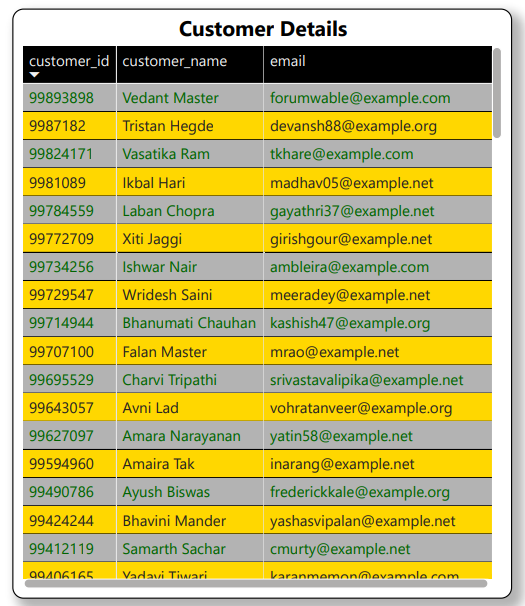 Customer Details
customer_id customer_name email
99893898 Vedant Master forumwable@example.com
9987182 Tristan Hegde devansh88@example.org
99824171 Vasatika Ram tkhare@example.com
9981089 Ikbal Hari madhav05@example.net
99784559 Laban Chopra gayathri37@example.net
99772709 Xiti Jaggi girishgour@example.net
99734256 Ishwar Nair ambleira@example.com
99729547 Wridesh Saini meeradey@example.net
99714944 Bhanumati Chauhan kashish47@example.org
99707100 Falan Master mrao@example.net
99695529 Charvi Tripathi srivastavalipika@example.net
99643057 Avni Lad vohratanveer@example.org
99627097 Amara Narayanan yatin58@example.net
99594960 Amaira Tak inarang@example.net
99490786 Ayush Biswas frederickkale@example.org
99424244 Bhavini Mander yashasvipalan@example.net
99412119 Samarth Sachar cmurty@example.net
99406165 Yadavi Tiwari karanmemon@example.net